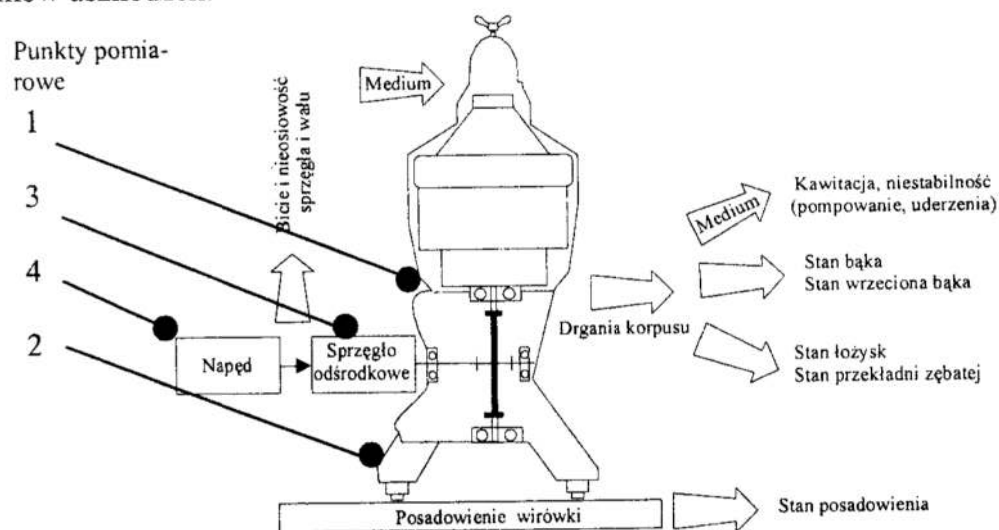 Punkty pomia-
rowe
1
3
4
2
Bicie i nieosiowość
sprzęgła i wału
Medium
Napęd
Sprzęgło
odśrodkowe
Drgania korpusu
Medium
Kawitacja, niestabilność
(pompowanie, uderzenia)
Stan bąka
Stan wrzeciona bąka
Stan łożysk
Stan przekładni zębatej
Posadowienie wirówki
Stan posadowienia